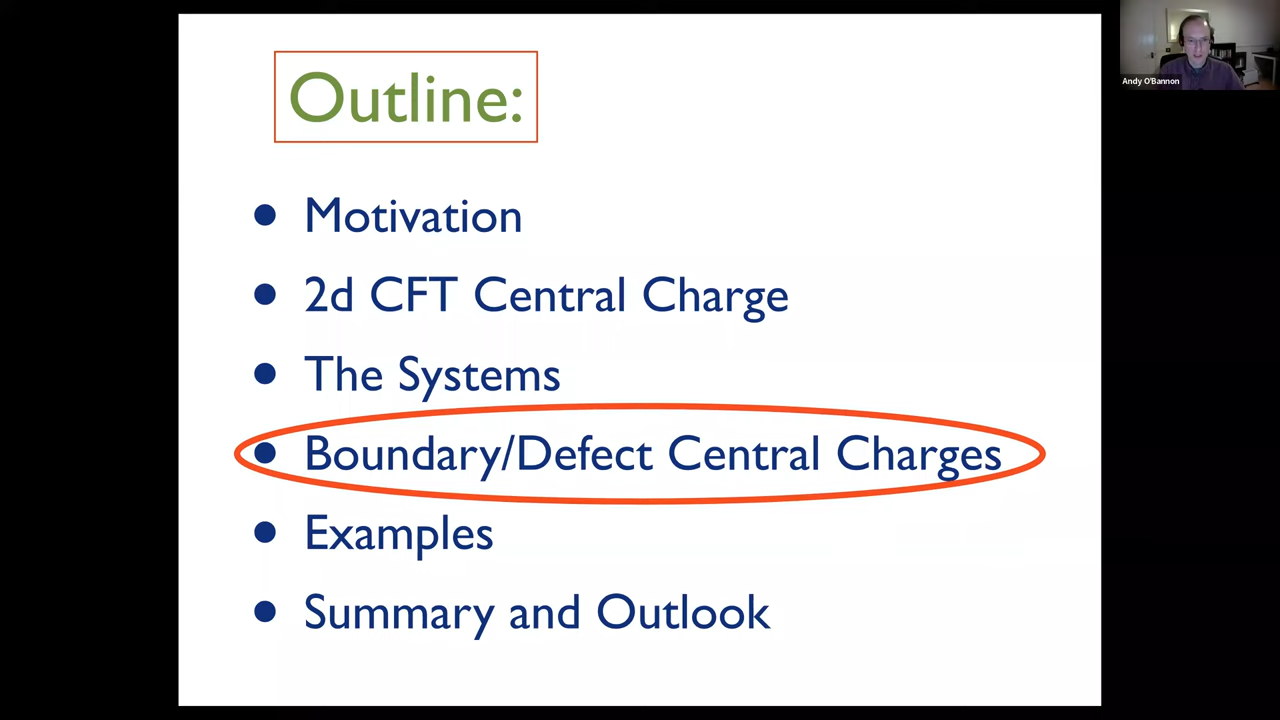 Outline:
• Motivation
• 2d CFT Central Charge
• The Systems
• Boundary/Defect Central Charges
• Examples
• Summary and Outlook
Andy O'Bannon